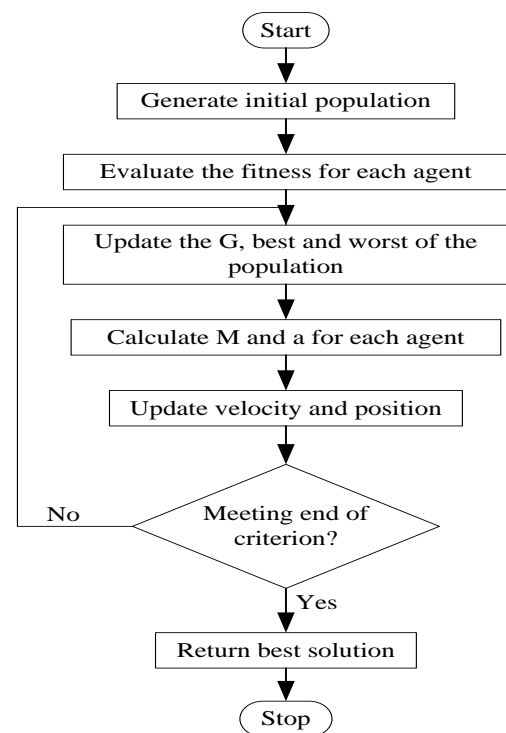 Start
Generate initial population
Evaluate the fitness for each agent
Update the G, best and worst of the
population
Calculate M and a for each agent
Update velocity and position
Meeting end of
criterion?
No
Yes
Return best solution
Stop